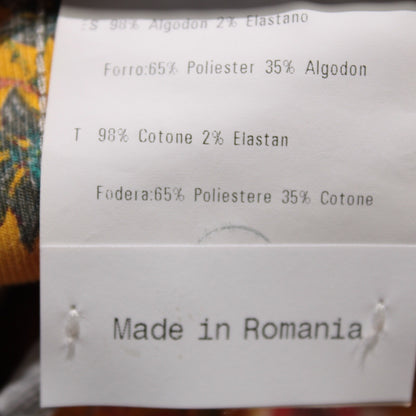 ES 98% Algodon 2% Elastano
Forro:65% Poliester 35% Algodon
T 98% Cotone 2% Elastan
Fodera:65% Poliestere 35% Cotone
Made in Romania